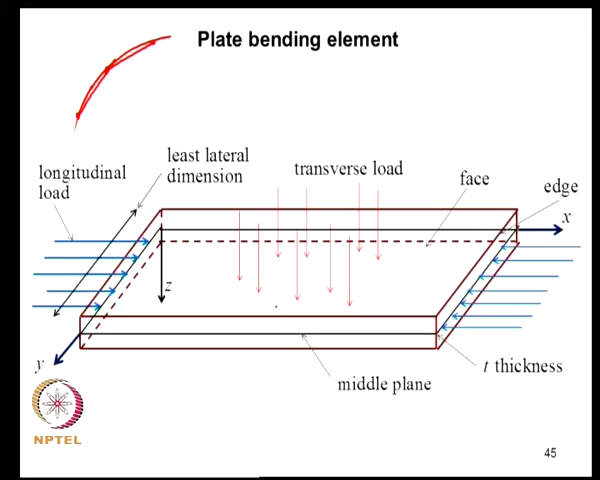 Plate bending element
least lateral
dimension
longitudinal
load
transverse load
face
edge
x
z
y
t thickness
middle plane
NPTEL
45